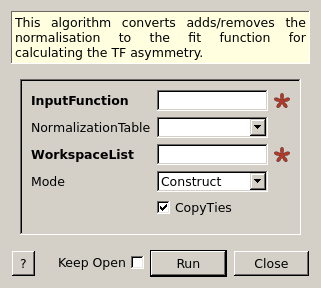 This algorithm converts adds/removes the
normalisation to the fit function for
calculating the TF asymmetry.
InputFunction
NormalizationTable
WorkspaceList
Mode Construct
CopyTies
? Keep Open Run Close